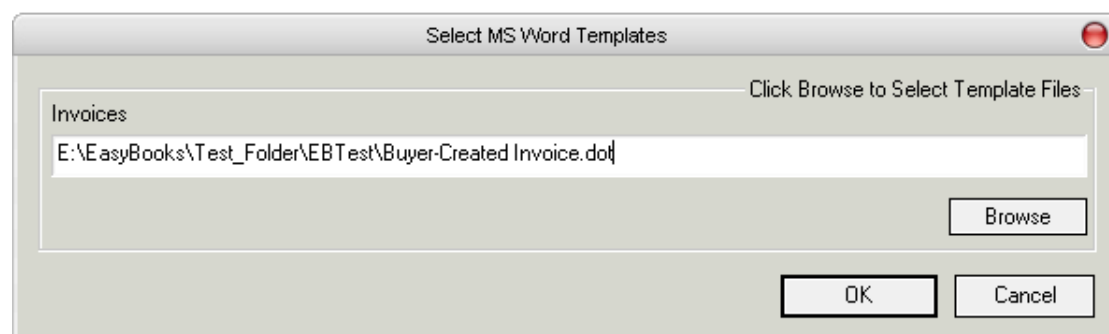 Select MS Word Templates
Click Browse to Select Template Files
Invoices
E:\EasyBooks\Test_Folder\EBTest\Buyer-Created Invoice.dot
Browse
OK
Cancel